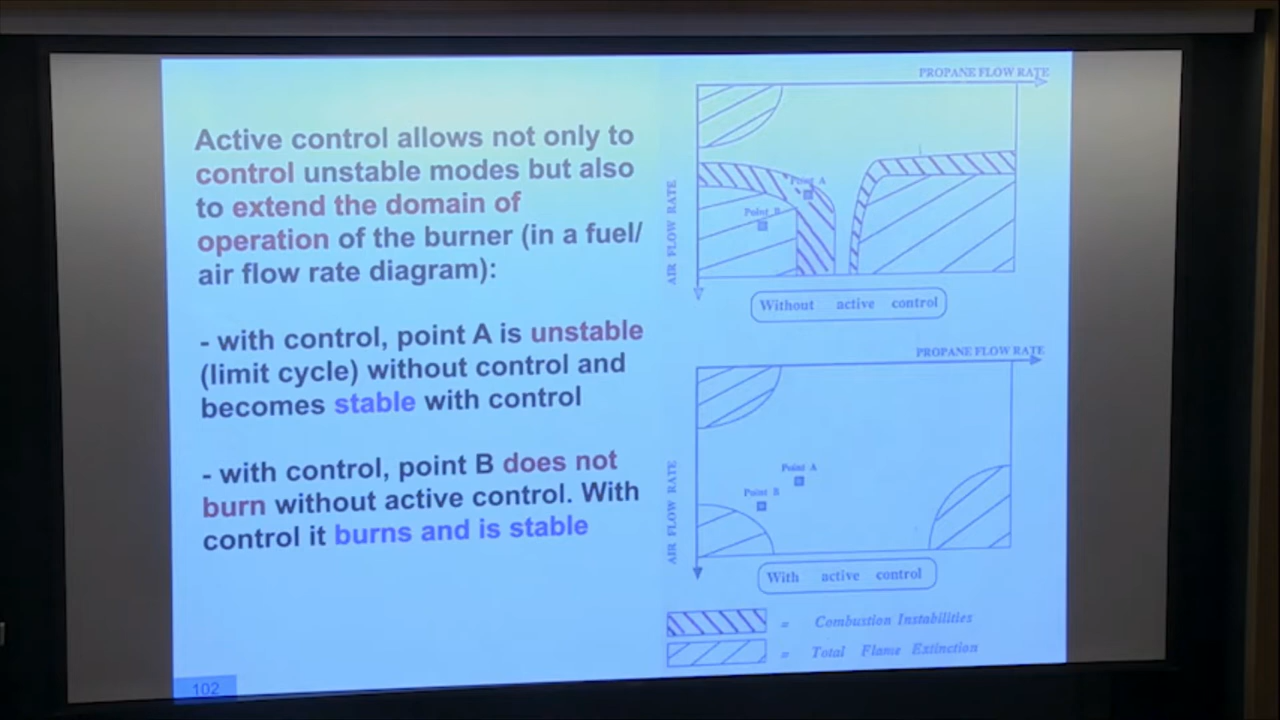 Active control allows not only to
control unstable modes but also
to extend the domain of
operation of the burner (in a fuel/
air flow rate diagram):
- with control, point A is unstable
(limit cycle) without control and
becomes stable with control
- with control, point B does not
burn without active control. With
control it burns and is stable
102
PROPANE FLOW RATE
AIR FLOW RATE
Point A
Point B
Without active control
PROPANE FLOW RATE
AIR FLOW RATE
Point A
Point B
With active control
= Combustion Instabilities
= Total Flame Extinction